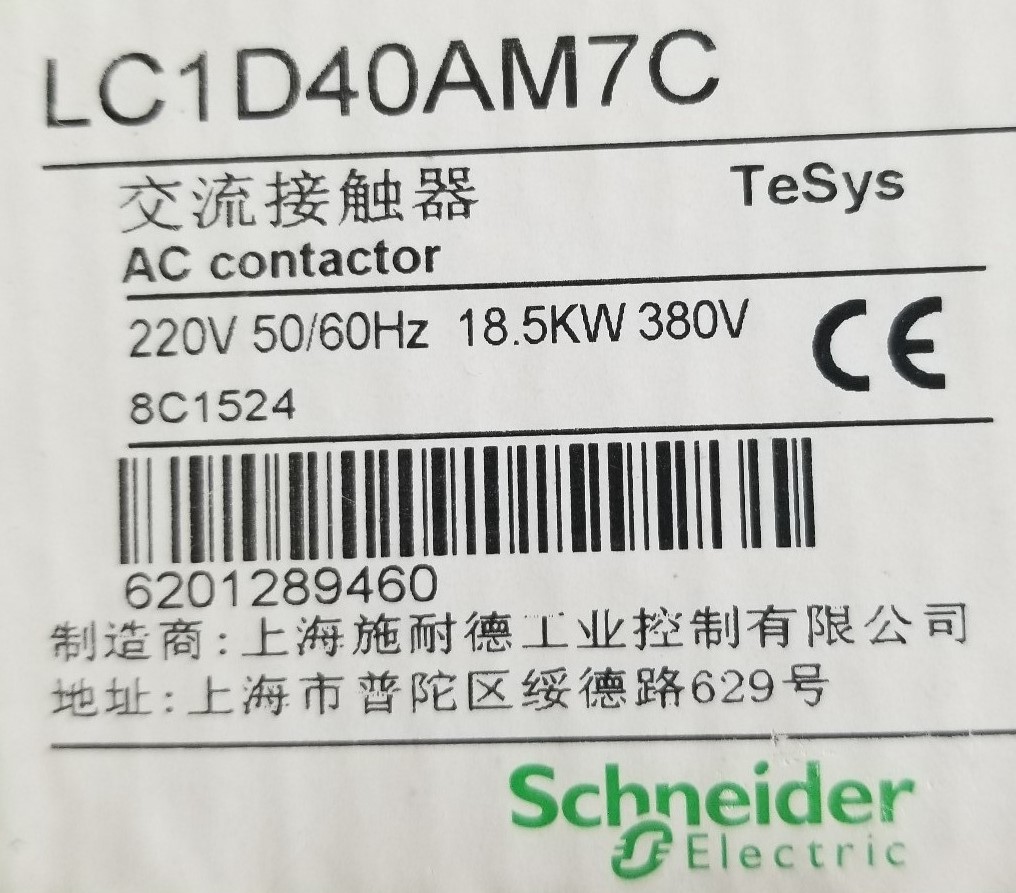 LC1D40AM7C
交流接触器 TeSys
AC contactor
220V 50/60Hz 18.5KW 380V CE
8C1524
6201289460
制造商:上海施耐德工业控制有限公司
地址:上海市普陀区绥德路629号
Schneider
Electric